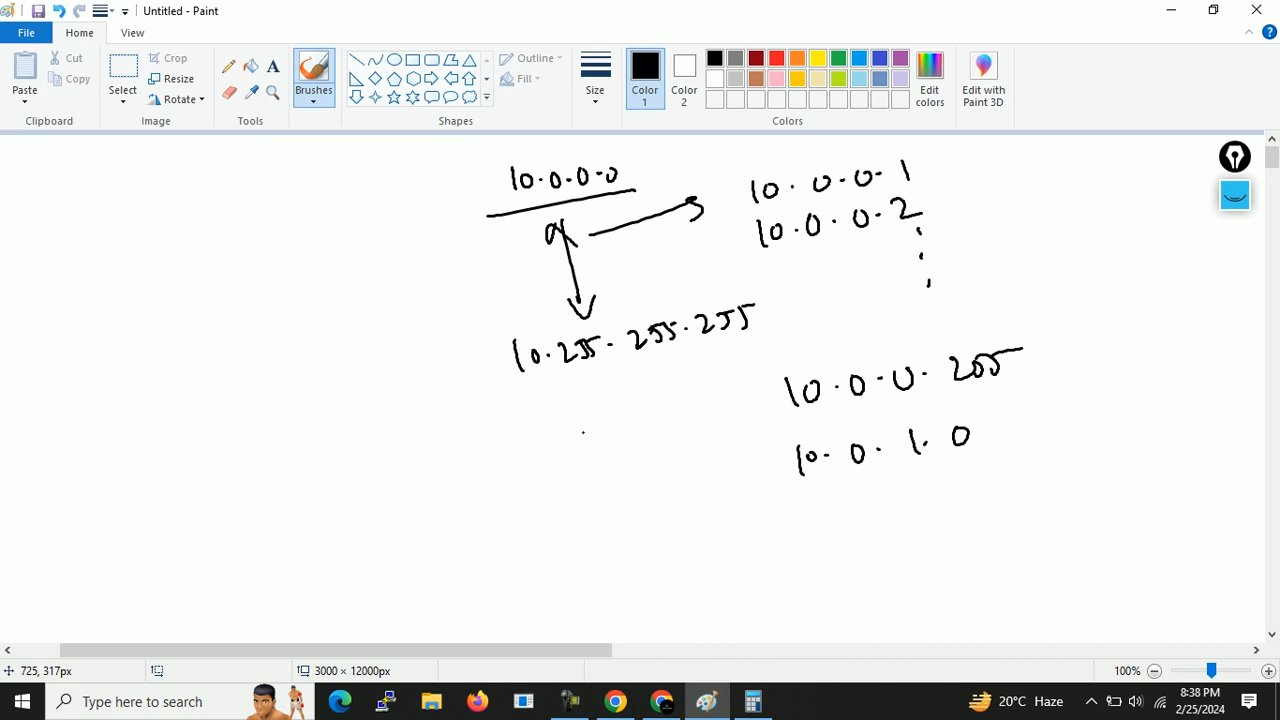 Untitled - Paint
File
Home
View
Paste
Cut
Copy
Clipboard
Select
Crop
Resize
Rotate
Image
A
Tools
Brushes
Shapes
Outline
Fill
Size
Color 1
Color 2
Colors
Edit colors
Edit with Paint 3D
10.0.0.0
10.0.0.1
10.0.0.2
10.255.255.255
10.0.0.255
10.0.1.0
725, 317px
3000 × 12000px
100%
Type here to search
20°C Haze
8:38 PM
2/25/2024